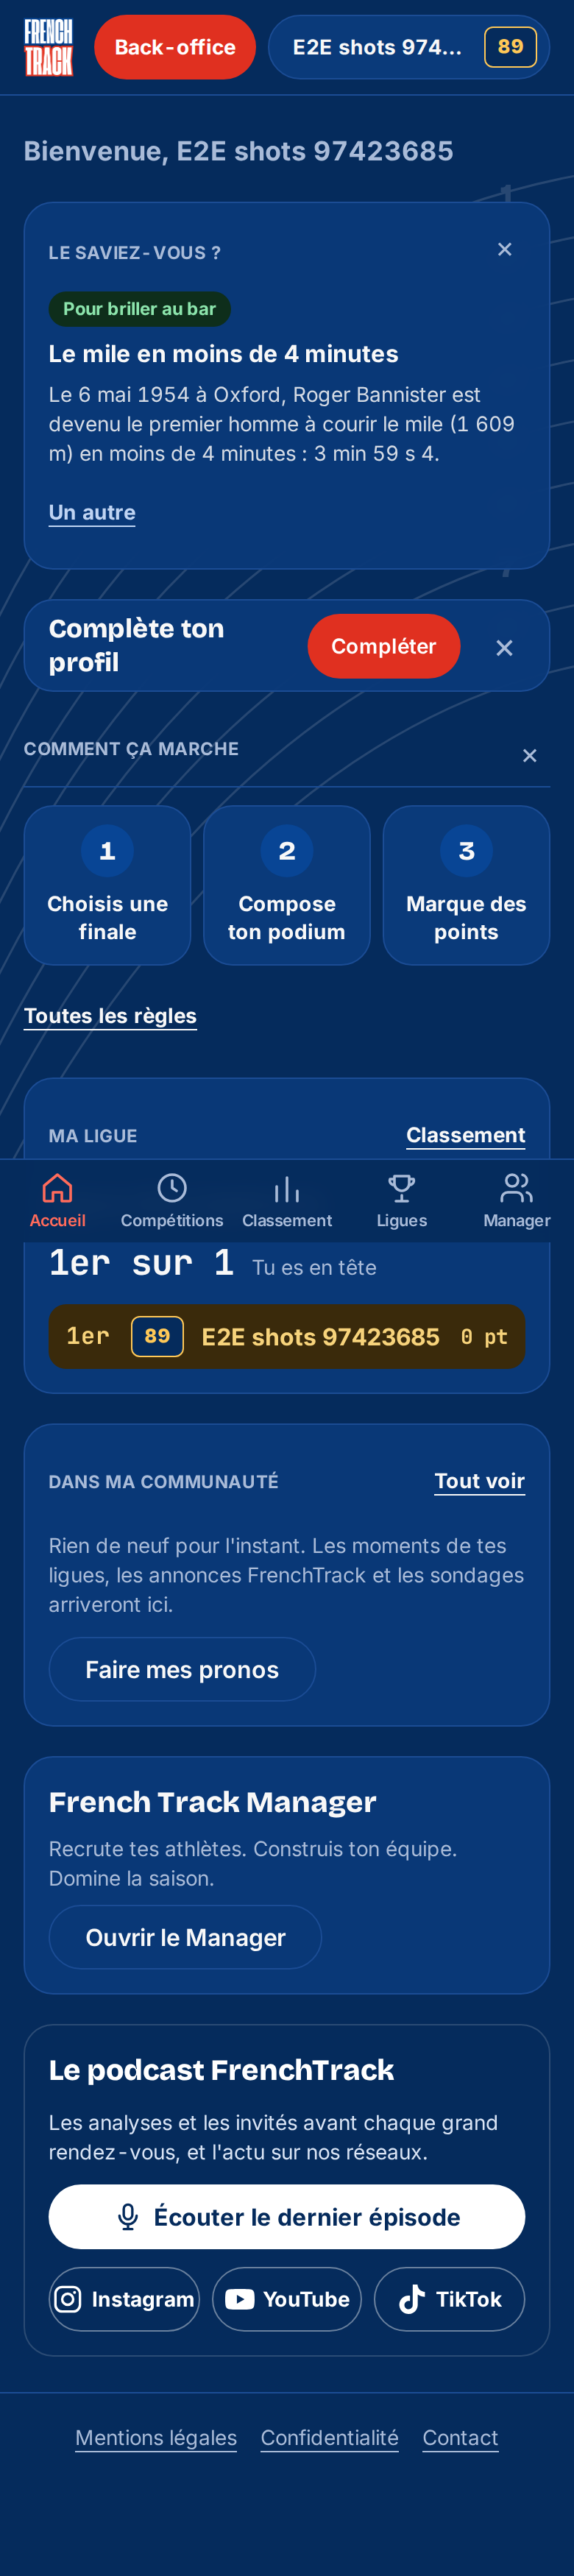 FRENCH
TRACK
Back-office
E2E shots 974... 89
Bienvenue, E2E shots 97423685
LE SAVIEZ-VOUS ?
Pour briller au bar
Le mile en moins de 4 minutes
Le 6 mai 1954 à Oxford, Roger Bannister est
devenu le premier homme à courir le mile (1 609
m) en moins de 4 minutes : 3 min 59 s 4.
Un autre
Complète ton
profil
Compléter
COMMENT ÇA MARCHE
1
Choisis une
finale
2
Compose
ton podium
3
Marque des
points
Toutes les règles
MA LIGUE
Classement
Accueil
Compétitions
Classement
Ligues
Manager
1er sur 1 Tu es en tête
1er 89 E2E shots 97423685 0 pt
DANS MA COMMUNAUTÉ
Tout voir
Rien de neuf pour l'instant. Les moments de tes
ligues, les annonces FrenchTrack et les sondages
arriveront ici.
Faire mes pronos
French Track Manager
Recrute tes athlètes. Construis ton équipe.
Domine la saison.
Ouvrir le Manager
Le podcast FrenchTrack
Les analyses et les invités avant chaque grand
rendez-vous, et l'actu sur nos réseaux.
Écouter le dernier épisode
Instagram
YouTube
TikTok
Mentions légales
Confidentialité
Contact